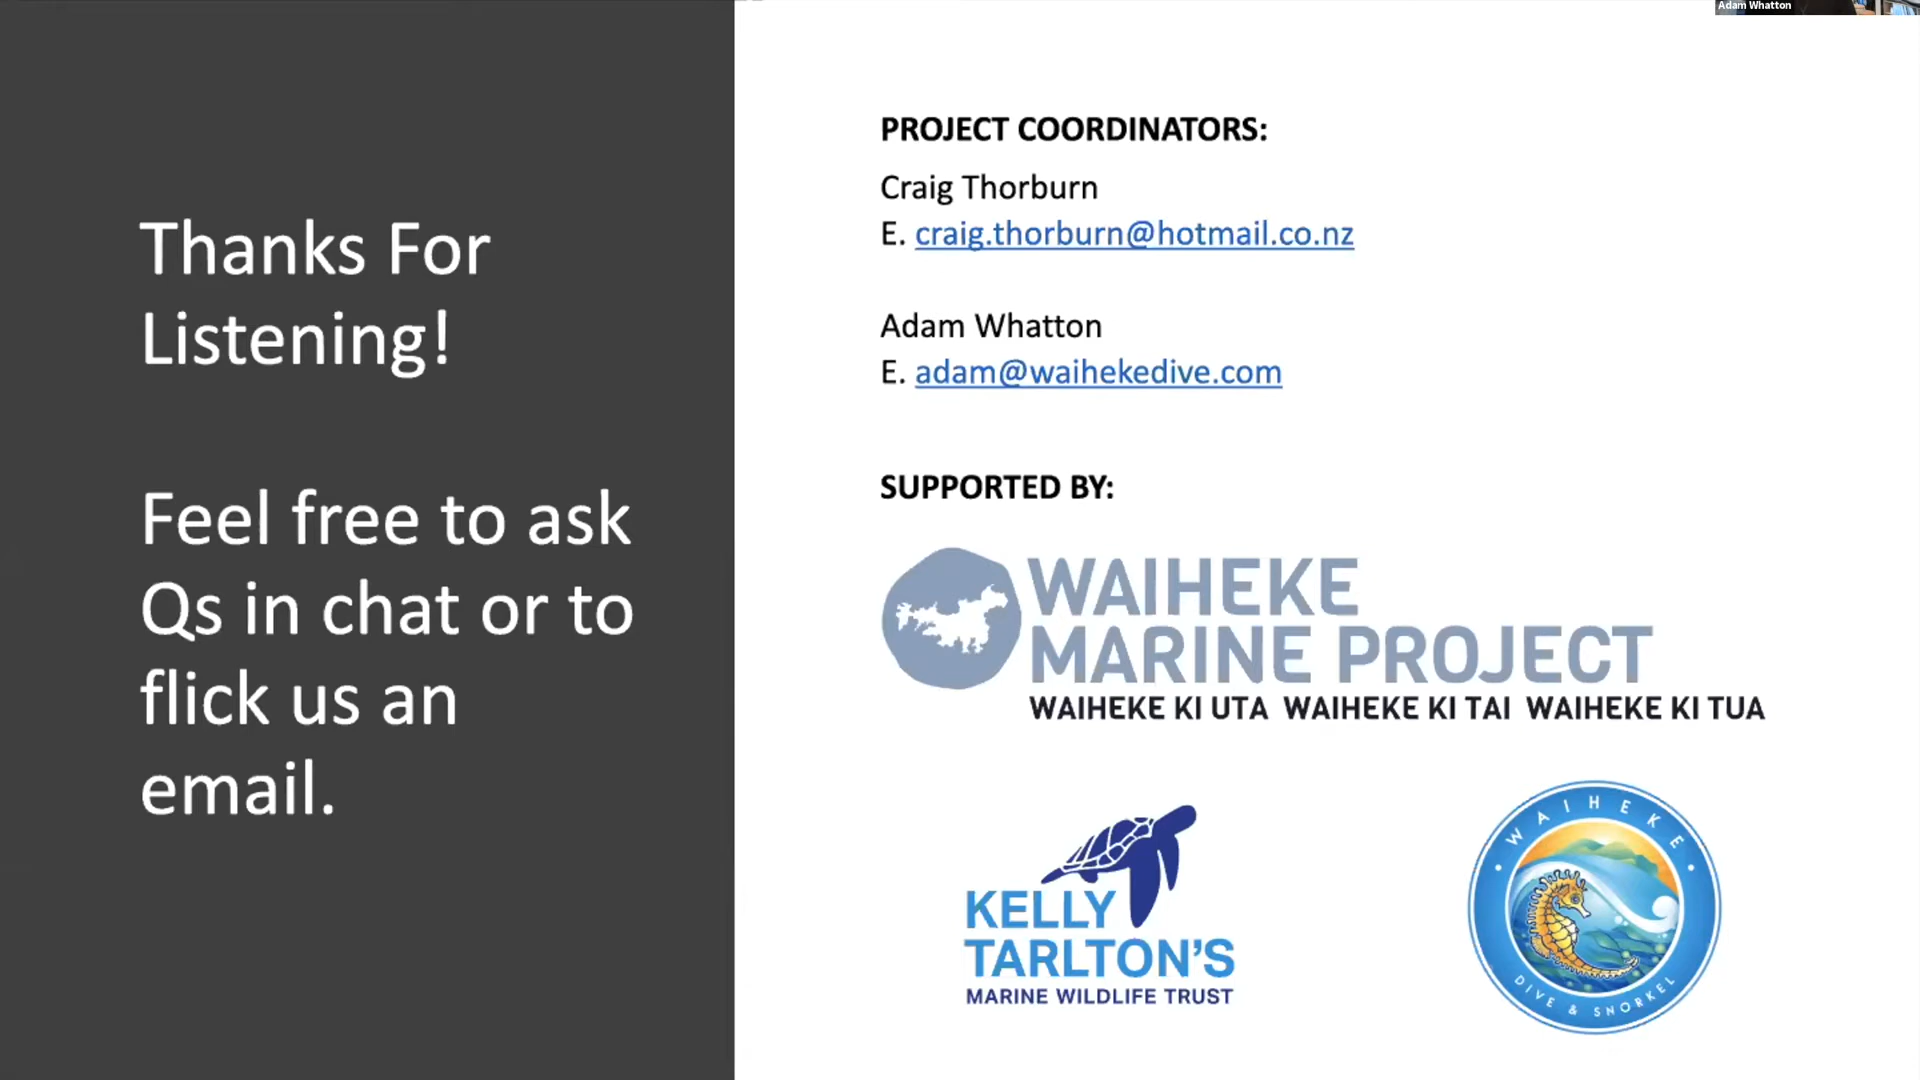 Adam Whatton
Thanks For
Listening!
Feel free to ask
Qs in chat or to
flick us an
email.
PROJECT COORDINATORS:
Craig Thorburn
E. craig.thorburn@hotmail.co.nz
Adam Whatton
E. adam@waihekedive.com
SUPPORTED BY:
WAIHEKE
MARINE PROJECT
WAIHEKE KI UTA WAIHEKE KI TAI WAIHEKE KI TUA
KELLY
TARLTON'S
MARINE WILDLIFE TRUST
WAIHEKE
DIVE & SNORKEL